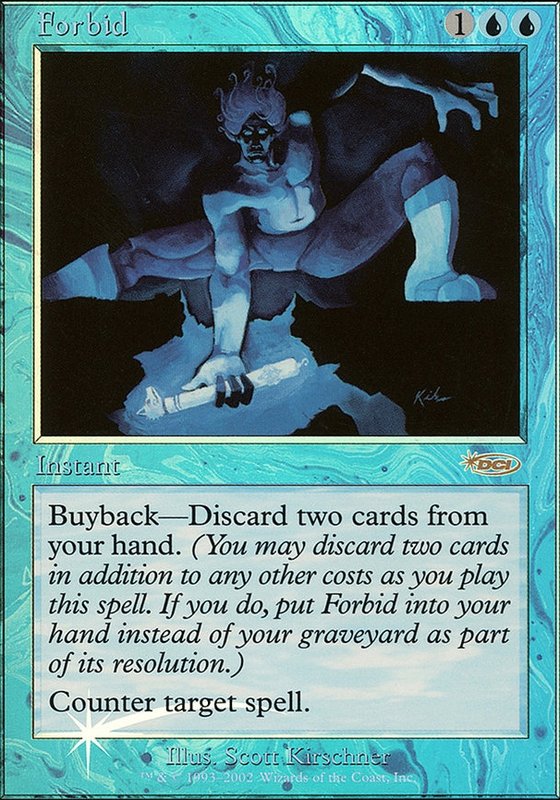 Forbid 1
DCI
Instant
Buyback—Discard two cards from
your hand. (You may discard two cards
in addition to any other costs as you play
this spell. If you do, put Forbid into your
hand instead of your graveyard as part
of its resolution.)
Counter target spell.
Illus. Scott Kirschner
™ & © 1993–2002 Wizards of the Coast, Inc.